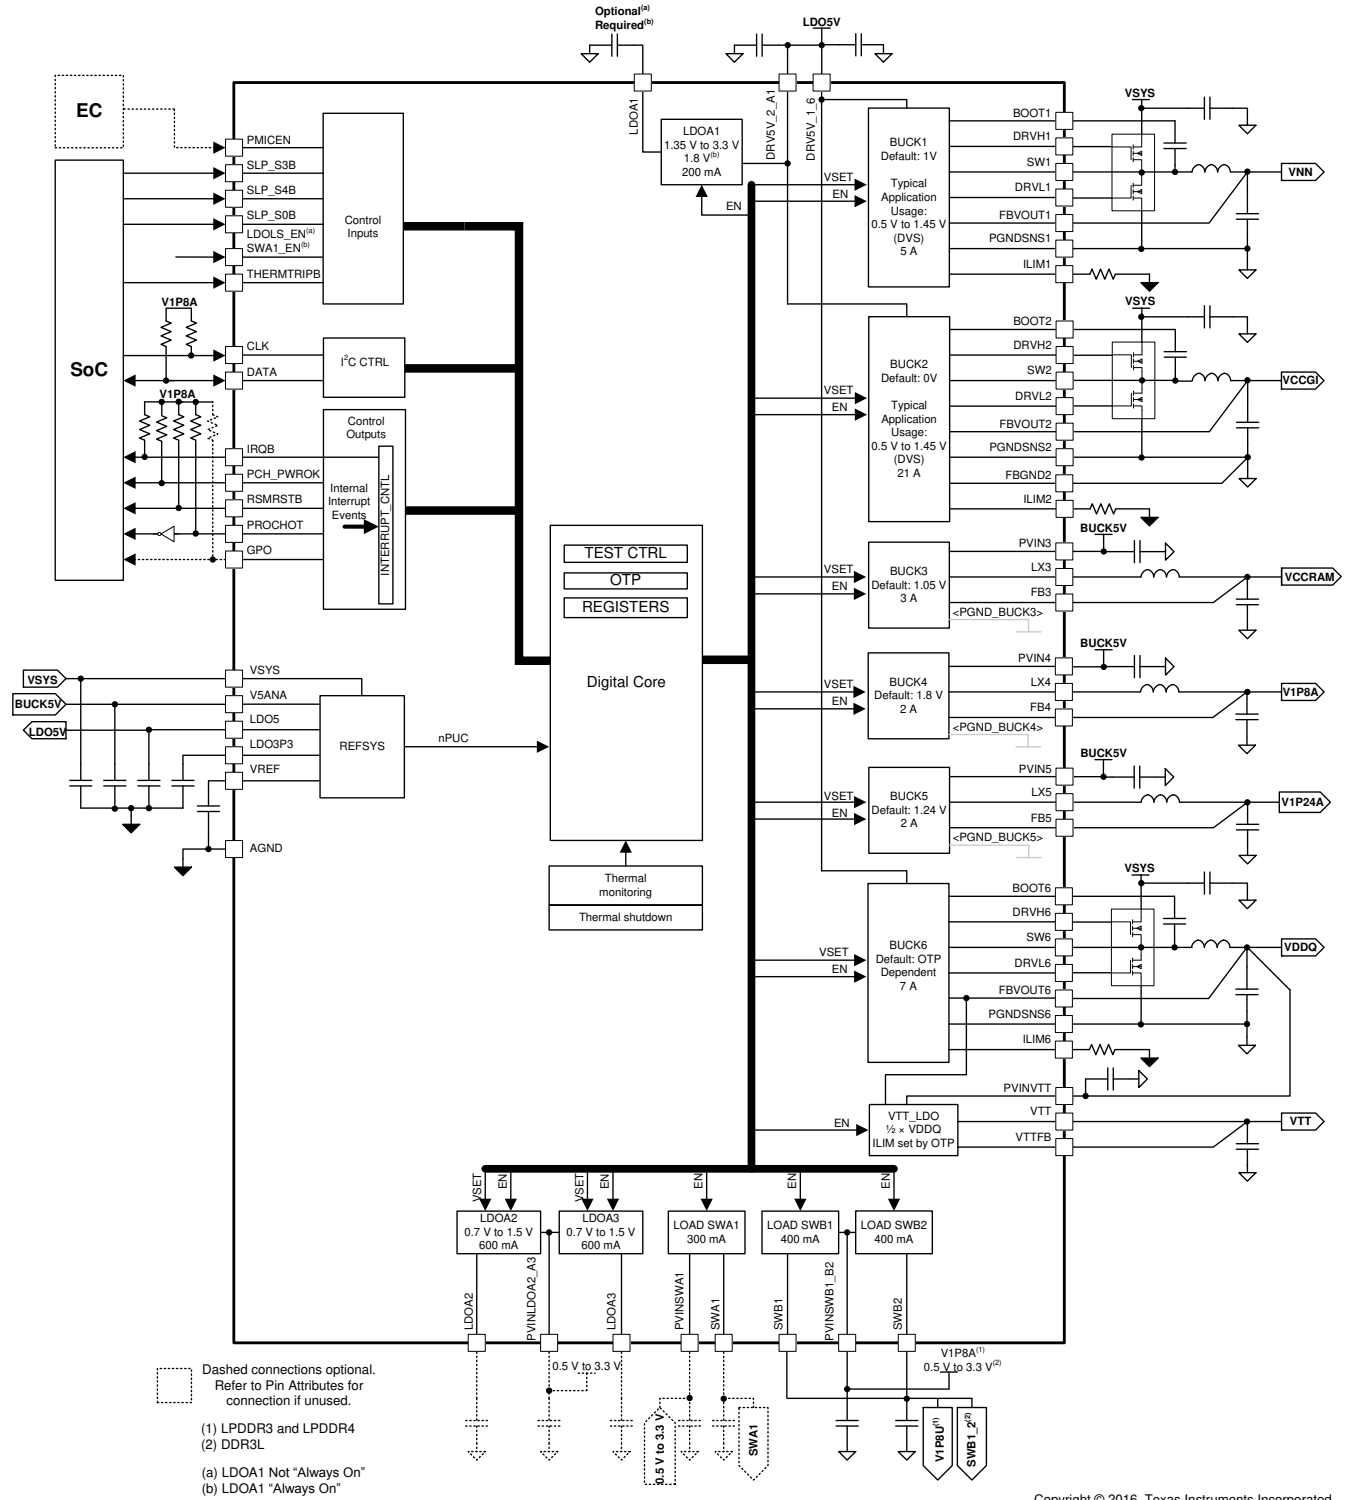 Optional(a)
Required(b)
LDO5V
EC
LDOA1
DRV5V_2_A1
DRV5V_1_6
LDOA1
1.35 V to 3.3 V
1.8 V(b)
200 mA
EN
PMICEN
SLP_S3B
SLP_S4B
SLP_S0B
LDOLS_EN(a)
SWA1_EN(b)
THERMTRIPB
Control
Inputs
V1P8A
SoC
CLK
DATA
I2C CTRL
V1P8A
IRQB
PCH_PWROK
RSMRSTB
PROCHOT
GPO
Control
Outputs
Internal
Interrupt
Events
INTERRUPT_CNTL
VSET
EN
BUCK1
Default: 1V
Typical
Application
Usage:
0.5 V to 1.45 V
(DVS)
5 A
BOOT1
DRVH1
SW1
DRVL1
FBVOUT1
PGNDSNS1
ILIM1
VSYS
VNN
VSET
EN
BUCK2
Default: 0V
Typical
Application
Usage:
0.5 V to 1.45 V
(DVS)
21 A
BOOT2
DRVH2
SW2
DRVL2
FBVOUT2
PGNDSNS2
FBGND2
ILIM2
VSYS
VCCGI
TEST CTRL
OTP
REGISTERS
Digital Core
VSET
EN
BUCK3
Default: 1.05 V
3 A
PVIN3
LX3
FB3
<PGND_BUCK3>
BUCK5V
VCCRAM
VSET
EN
BUCK4
Default: 1.8 V
2 A
PVIN4
LX4
FB4
<PGND_BUCK4>
BUCK5V
V1P8A
VSET
EN
BUCK5
Default: 1.24 V
2 A
PVIN5
LX5
FB5
<PGND_BUCK5>
BUCK5V
V1P24A
VSYS
BUCK5V
LDO5V
VSYS
V5ANA
LDO5
LDO3P3
VREF
AGND
REFSYS
nPUC
Thermal
monitoring
Thermal shutdown
VSET
EN
BUCK6
Default: OTP
Dependent
7 A
BOOT6
DRVH6
SW6
DRVL6
FBVOUT6
PGNDSNS6
ILIM6
VSYS
VDDQ
PVINVTT
VTT
VTTFB
EN
VTT_LDO
½ × VDDQ
ILIM set by OTP
VTT
VSET
EN
VSET
EN
EN
EN
EN
LDOA2
0.7 V to 1.5 V
600 mA
LDOA3
0.7 V to 1.5 V
600 mA
LOAD SWA1
300 mA
LOAD SWB1
400 mA
LOAD SWB2
400 mA
LDOA2
PVINLDOA2_A3
LDOA3
PVINSWA1
SWA1
SWB1
PVINSWB1_B2
SWB2
0.5 V to 3.3 V
V1P8A(1)
0.5 V to 3.3 V(2)
0.5 V to 3.3 V
SWA1
V1P8U(1)
SWB1_2(2)
Dashed connections optional.
Refer to Pin Attributes for
connection if unused.
(1) LPDDR3 and LPDDR4
(2) DDR3L
(a) LDOA1 Not “Always On”
(b) LDOA1 “Always On”
Copyright © 2016, Texas Instruments Incorporated